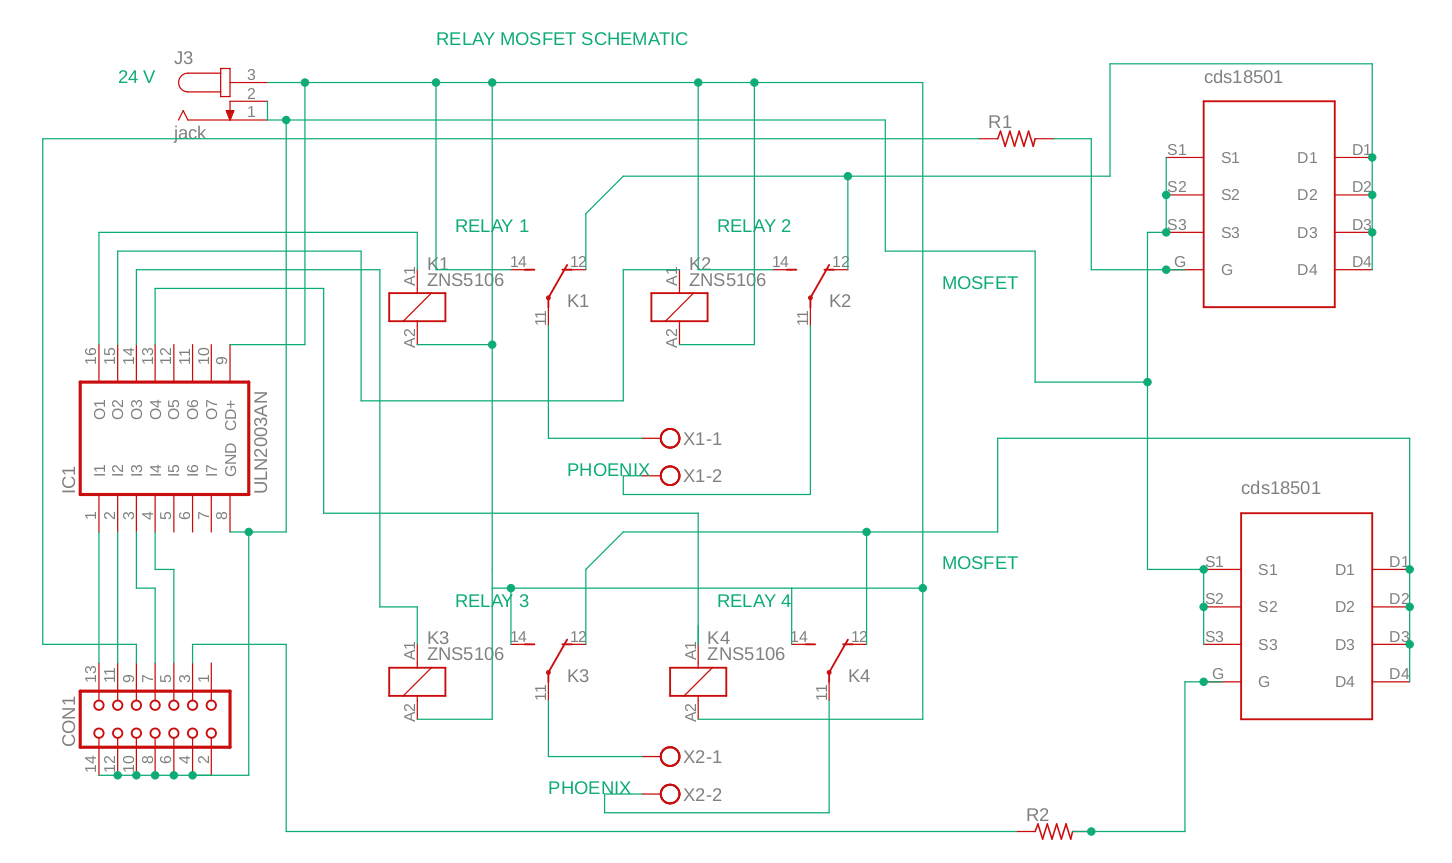 RELAY MOSFET SCHEMATIC
J3
24 V
3
2
1
jack
cds18501
R1
S1 S1 D1 D1
S2 S2 D2 D2
S3 S3 D3 D3
G G D4 D4
RELAY 1
RELAY 2
K1
ZNS5106
A1
A2
14
12
11
K1
K2
ZNS5106
A1
A2
14
12
11
K2
MOSFET
16 15 14 13 12 11 10 9
O1 O2 O3 O4 O5 O6 O7 CD+
I1 I2 I3 I4 I5 I6 I7 GND
1 2 3 4 5 6 7 8
IC1
ULN2003AN
X1-1
PHOENIX
X1-2
cds18501
MOSFET
S1 S1 D1 D1
S2 S2 D2 D2
S3 S3 D3 D3
G G D4 D4
RELAY 3
RELAY 4
K3
ZNS5106
A1
A2
14
12
11
K3
K4
ZNS5106
A1
A2
14
12
11
K4
13 11 9 7 5 3 1
CON1
14 12 10 8 6 4 2
X2-1
PHOENIX
X2-2
R2